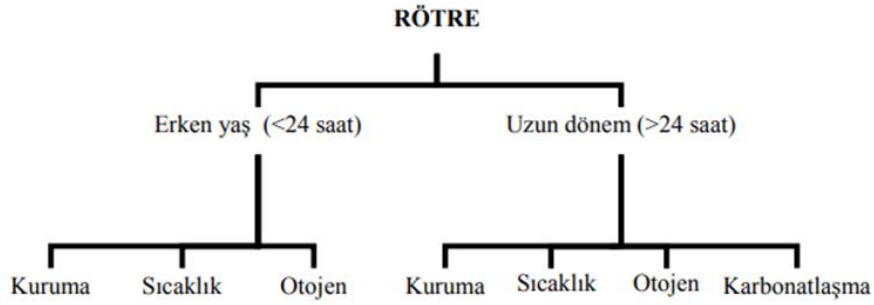 RÖTRE
Erken yaş (<24 saat) Uzun dönem (>24 saat)
Kuruma Sıcaklık Otojen Kuruma Sıcaklık Otojen Karbonatlaşma